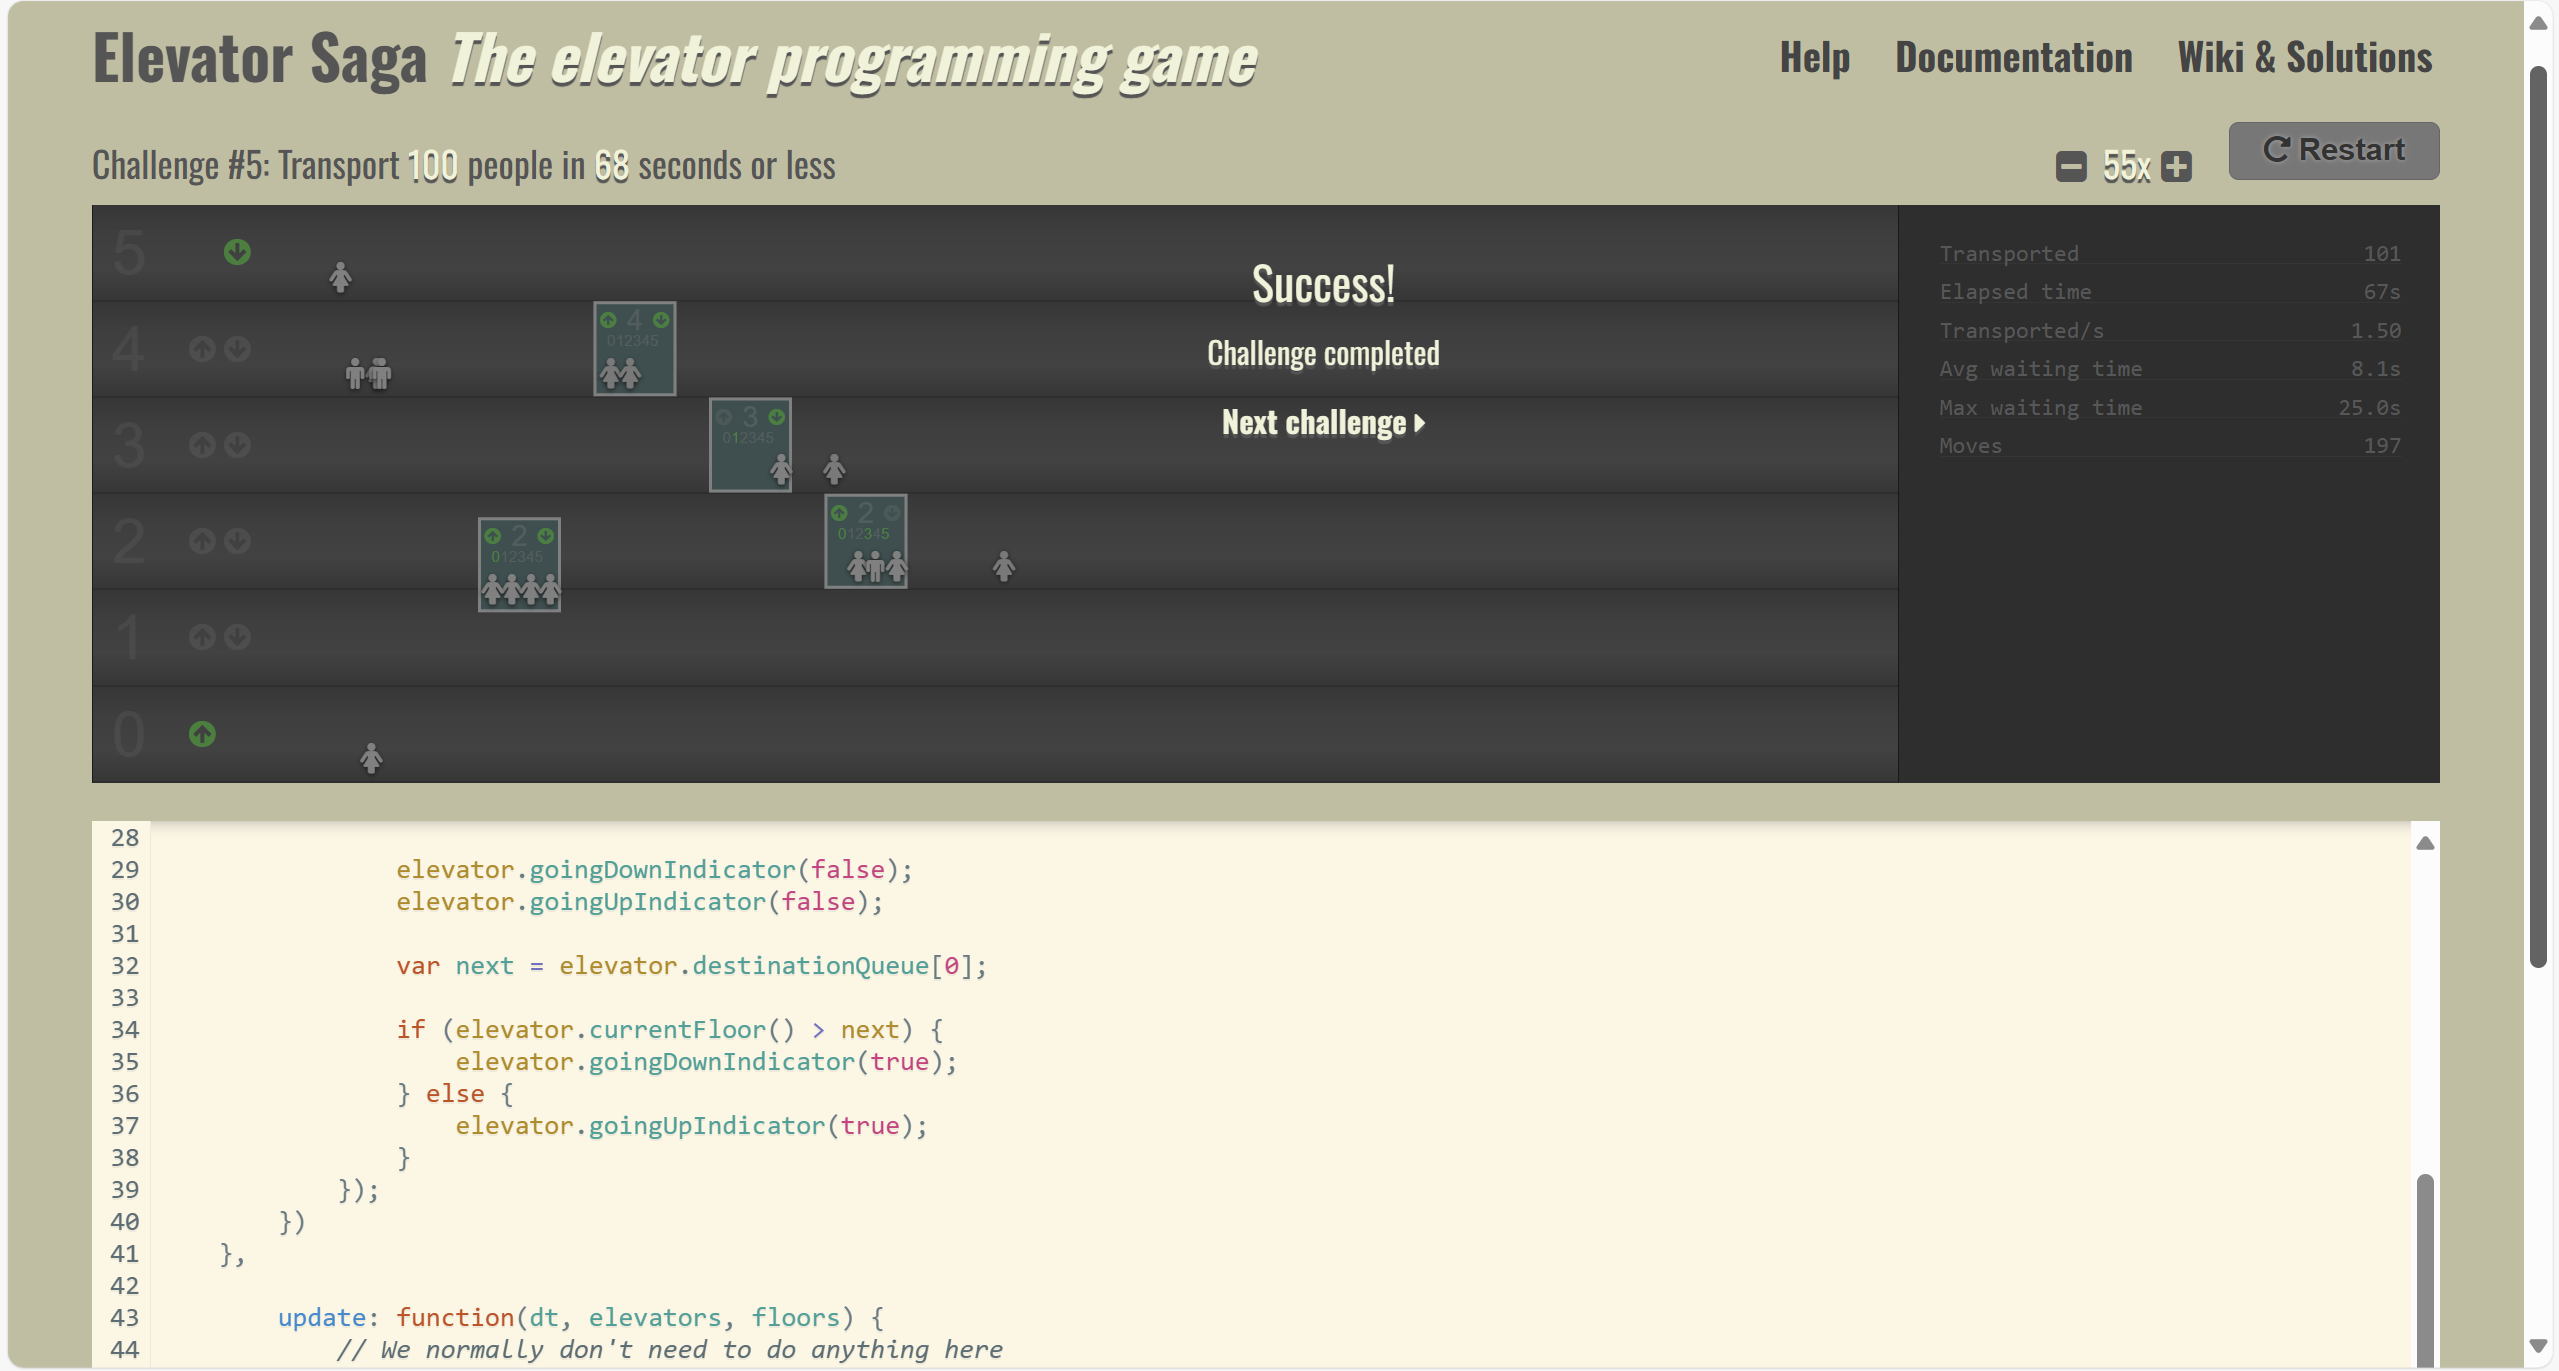 Elevator Saga The elevator programming game
Help Documentation Wiki & Solutions
Challenge #5: Transport 100 people in 68 seconds or less
55x
Restart
5
4
3
2
1
0
4
012345
3
012345
2
012345
2
012345
Success!
Challenge completed
Next challenge
Transported 101
Elapsed time 67s
Transported/s 1.50
Avg waiting time 8.1s
Max waiting time 25.0s
Moves 197
28
29 elevator.goingDownIndicator(false);
30 elevator.goingUpIndicator(false);
31
32 var next = elevator.destinationQueue[0];
33
34 if (elevator.currentFloor() > next) {
35 elevator.goingDownIndicator(true);
36 } else {
37 elevator.goingUpIndicator(true);
38 }
39 });
40 })
41 },
42
43 update: function(dt, elevators, floors) {
44 // We normally don't need to do anything here